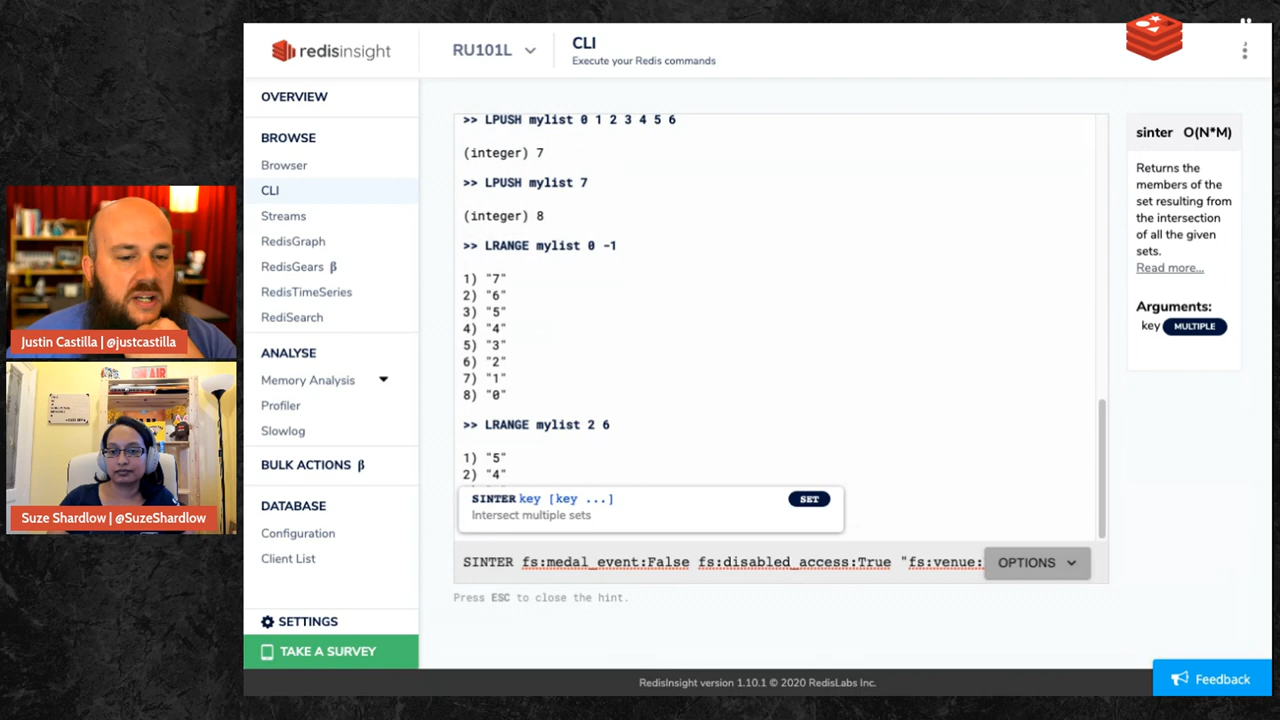 redisinsight
RU101L
CLI
Execute your Redis commands
OVERVIEW
BROWSE
Browser
CLI
Streams
RedisGraph
RedisGears β
RedisTimeSeries
RediSearch
ANALYSE
Memory Analysis
Profiler
Slowlog
BULK ACTIONS β
DATABASE
Configuration
Client List
SETTINGS
TAKE A SURVEY
>> LPUSH mylist 0 1 2 3 4 5 6
(integer) 7
>> LPUSH mylist 7
(integer) 8
>> LRANGE mylist 0 -1
1) "7"
2) "6"
3) "5"
4) "4"
5) "3"
6) "2"
7) "1"
8) "0"
>> LRANGE mylist 2 6
1) "5"
2) "4"
SINTER key [key ...]
SET
Intersect multiple sets
SINTER fs:medal_event:False fs:disabled_access:True "fs:venue:
OPTIONS
Press ESC to close the hint.
sinter O(N*M)
Returns the
members of the
set resulting from
the intersection
of all the given
sets.
Read more...
Arguments:
key MULTIPLE
Justin Castilla | @justcastilla
ON AIR
Suze Shardlow | @SuzeShardlow
RedisInsight version 1.10.1 © 2020 RedisLabs Inc.
Feedback